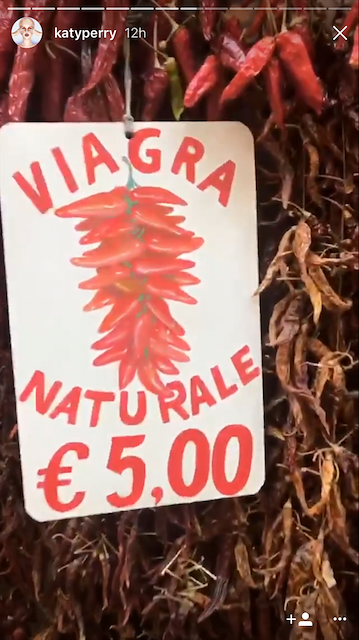 katyperry 12h
VIAGRA
NATURALE
€ 5,00